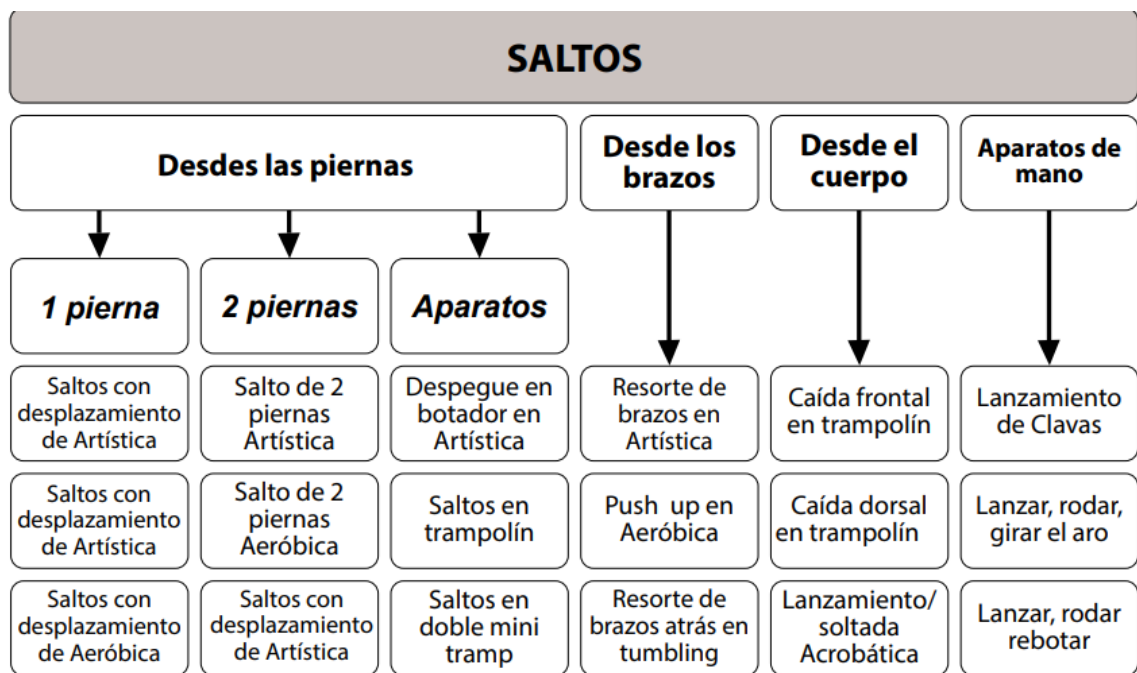 SALTOS
Desdes las piernas
Desde los
brazos
Desde el
cuerpo
Aparatos de
mano
1 pierna
2 piernas
Aparatos
Saltos con
desplazamiento
de Artística
Salto de 2
piernas
Artística
Despegue en
botador en
Artística
Resorte de
brazos en
Artística
Caída frontal
en trampolín
Lanzamiento
de Clavas
Saltos con
desplazamiento
de Artística
Salto de 2
piernas
Aeróbica
Saltos en
trampolín
Push up en
Aeróbica
Caída dorsal
en trampolín
Lanzar, rodar,
girar el aro
Saltos con
desplazamiento
de Aeróbica
Saltos con
desplazamiento
de Artística
Saltos en
doble mini
tramp
Resorte de
brazos atrás en
tumbling
Lanzamiento/
soltada
Acrobática
Lanzar, rodar
rebotar